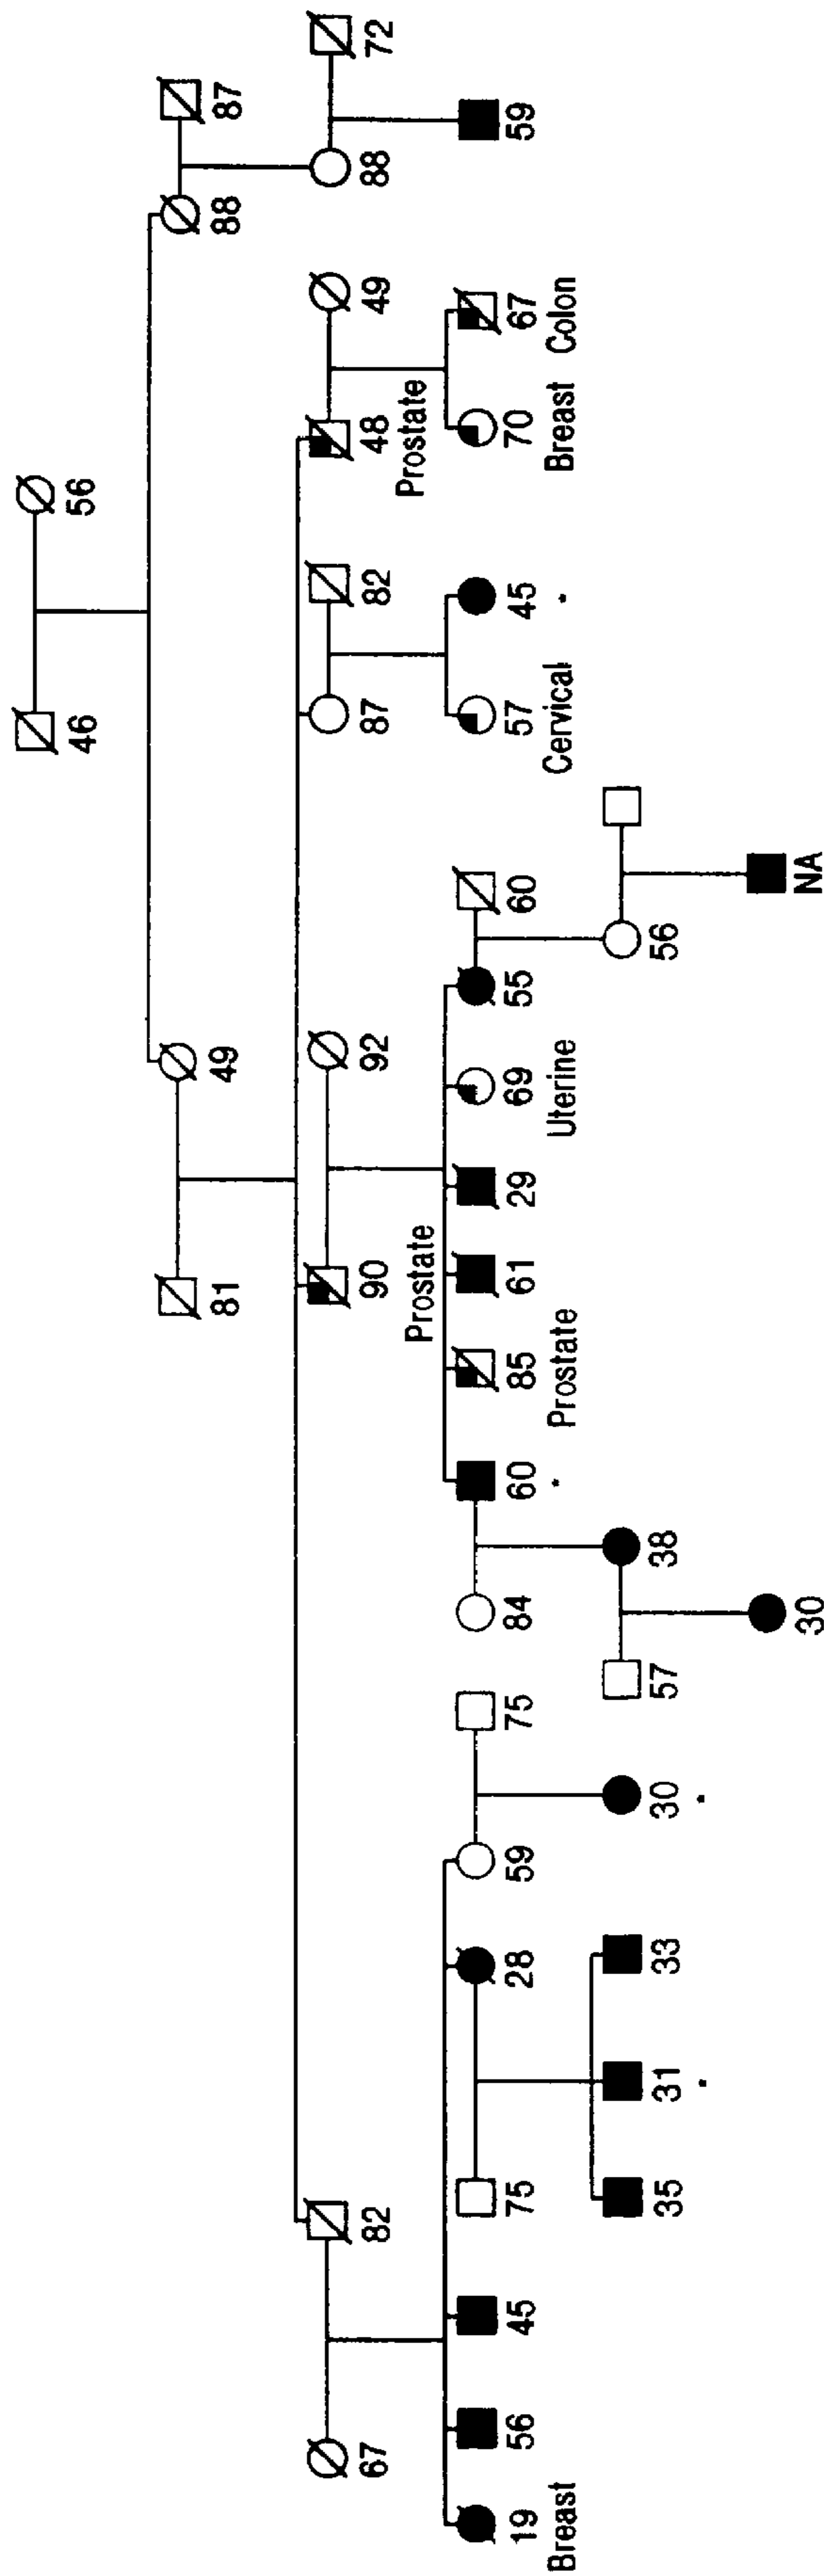 46 56
81 49 88 87
67 82 90 92 87 82 48 49 88 72
Prostate Prostate
19 56 45 75 28 59 75 84 60 85 61 29 69 55 60 57 45 70 67 59
Breast * Prostate Uterine Cervical * Breast Colon
35 31 33 30 57 38 56
* *
30 NA